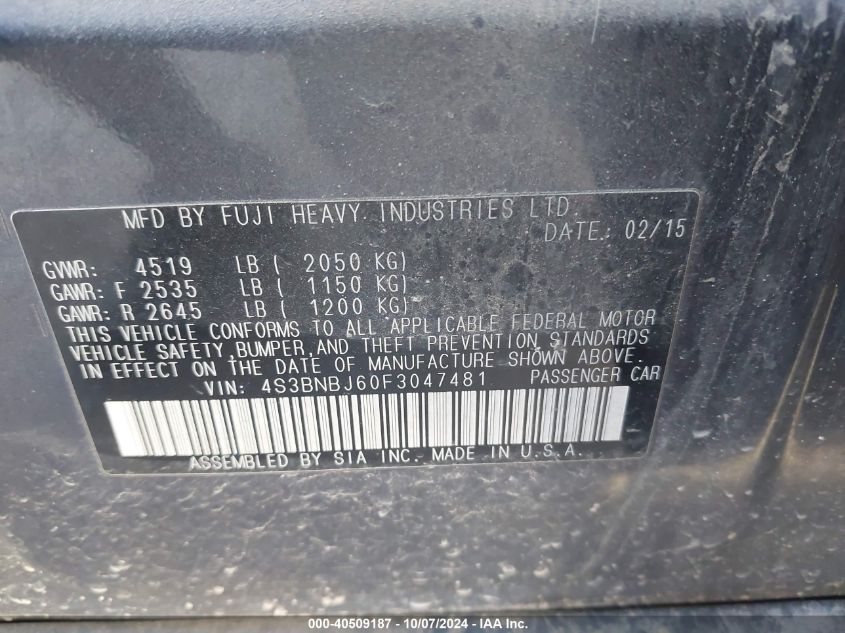 MFD BY FUJI HEAVY INDUSTRIES LTD
DATE: 02/15
GVWR: 4519 LB ( 2050 KG)
GAWR: F 2535 LB ( 1150 KG)
GAWR: R 2645 LB ( 1200 KG)
THIS VEHICLE CONFORMS TO ALL APPLICABLE FEDERAL MOTOR
VEHICLE SAFETY, BUMPER, AND THEFT PREVENTION STANDARDS
IN EFFECT ON THE DATE OF MANUFACTURE SHOWN ABOVE.
VIN: 4S3BNBJ60F3047481 PASSENGER CAR
ASSEMBLED BY SIA INC. MADE IN U.S.A.
000-40509187 - 10/07/2024 - IAA Inc.